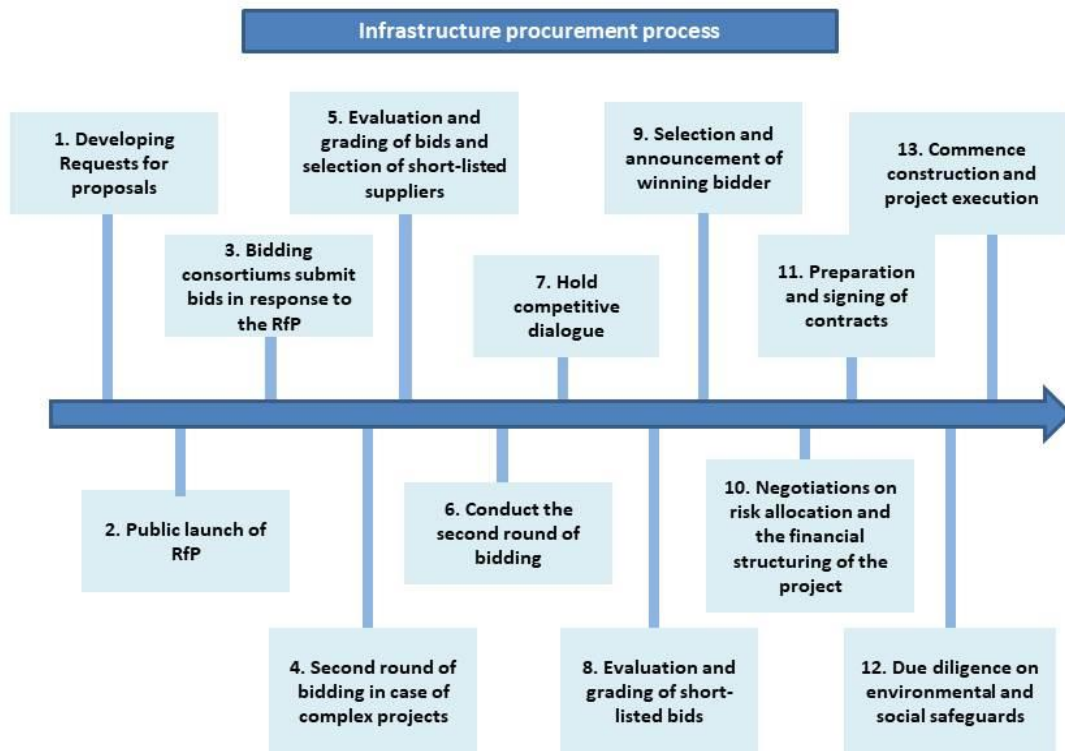 Infrastructure procurement process
1. Developing
Requests for
proposals
2. Public launch of
RfP
3. Bidding
consortiums submit
bids in response to
the RfP
4. Second round of
bidding in case of
complex projects
5. Evaluation and
grading of bids and
selection of short-listed
suppliers
6. Conduct the
second round of
bidding
7. Hold
competitive
dialogue
8. Evaluation and
grading of short-
listed bids
9. Selection and
announcement of
winning bidder
10. Negotiations on
risk allocation and
the financial
structuring of the
project
11. Preparation
and signing of
contracts
12. Due diligence on
environmental and
social safeguards
13. Commence
construction and
project execution